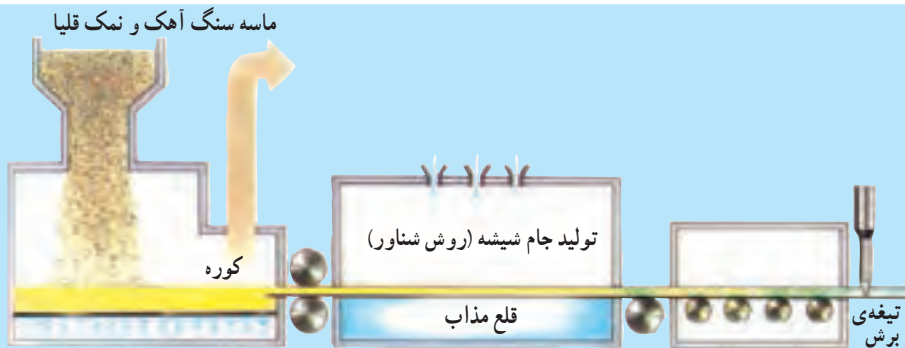 ماسه سنگ آهک و نمک قلیا
تولید جام شیشه (روش شناور)
کوره
قلع مذاب
تیغه‌ی
برش